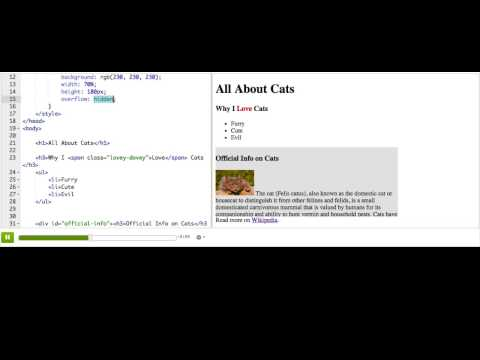 12 background: rgb(230, 230, 230);
13 width: 70%;
14 height: 180px;
15 overflow: hidden;
16 }
17 </style>
18 </head>
19 <body>
20
21 <h1>All About Cats</h1>
22
23 <h3>Why I <span class="lovey-dovey">Love</span> Cats
</h3>
24 <ul>
25 <li>Furry
26 <li>Cute
27 <li>Evil
28 </ul>
29
30
31 <div id="official-info"><h3>Official Info on Cats</h3
All About Cats
Why I Love Cats
Furry
Cute
Evil
Official Info on Cats
The cat (Felis catus), also known as the domestic cat or
housecat to distinguish it from other felines and felids, is a small
domesticated carnivorous mammal that is valued by humans for its
companionship and ability to hunt vermin and household pests. Cats have
Read more on Wikipedia.